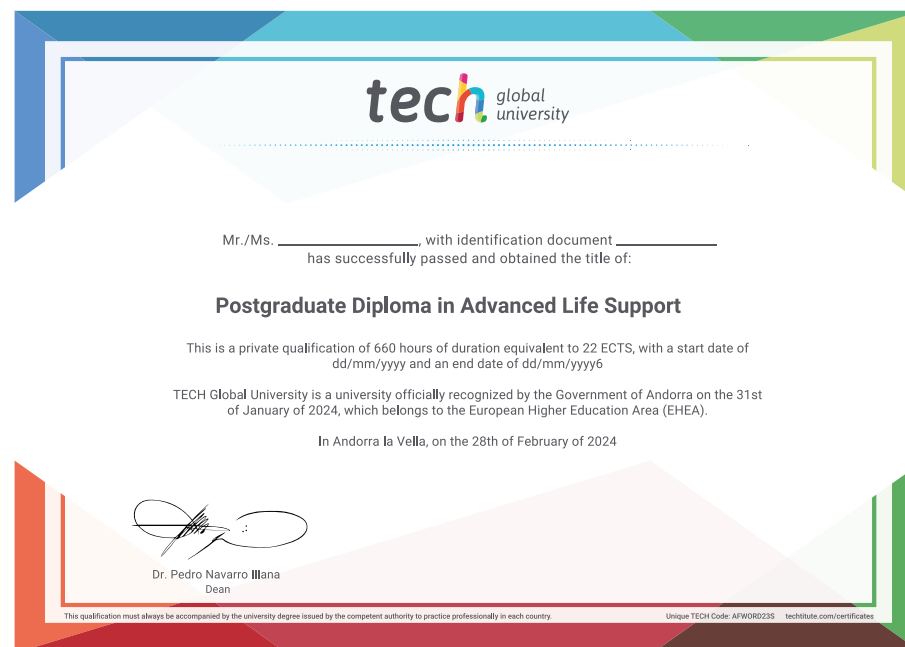 tech global university
Mr./Ms. ____________________, with identification document ______________
has successfully passed and obtained the title of:
Postgraduate Diploma in Advanced Life Support
This is a private qualification of 660 hours of duration equivalent to 22 ECTS, with a start date of
dd/mm/yyyy and an end date of dd/mm/yyyy6
TECH Global University is a university officially recognized by the Government of Andorra on the 31st
of January of 2024, which belongs to the European Higher Education Area (EHEA).
In Andorra la Vella, on the 28th of February of 2024
Dr. Pedro Navarro Illana
Dean
This qualification must always be accompanied by the university degree issued by the competent authority to practice professionally in each country.
Unique TECH Code: AFWORD23S techtitute.com/certificates